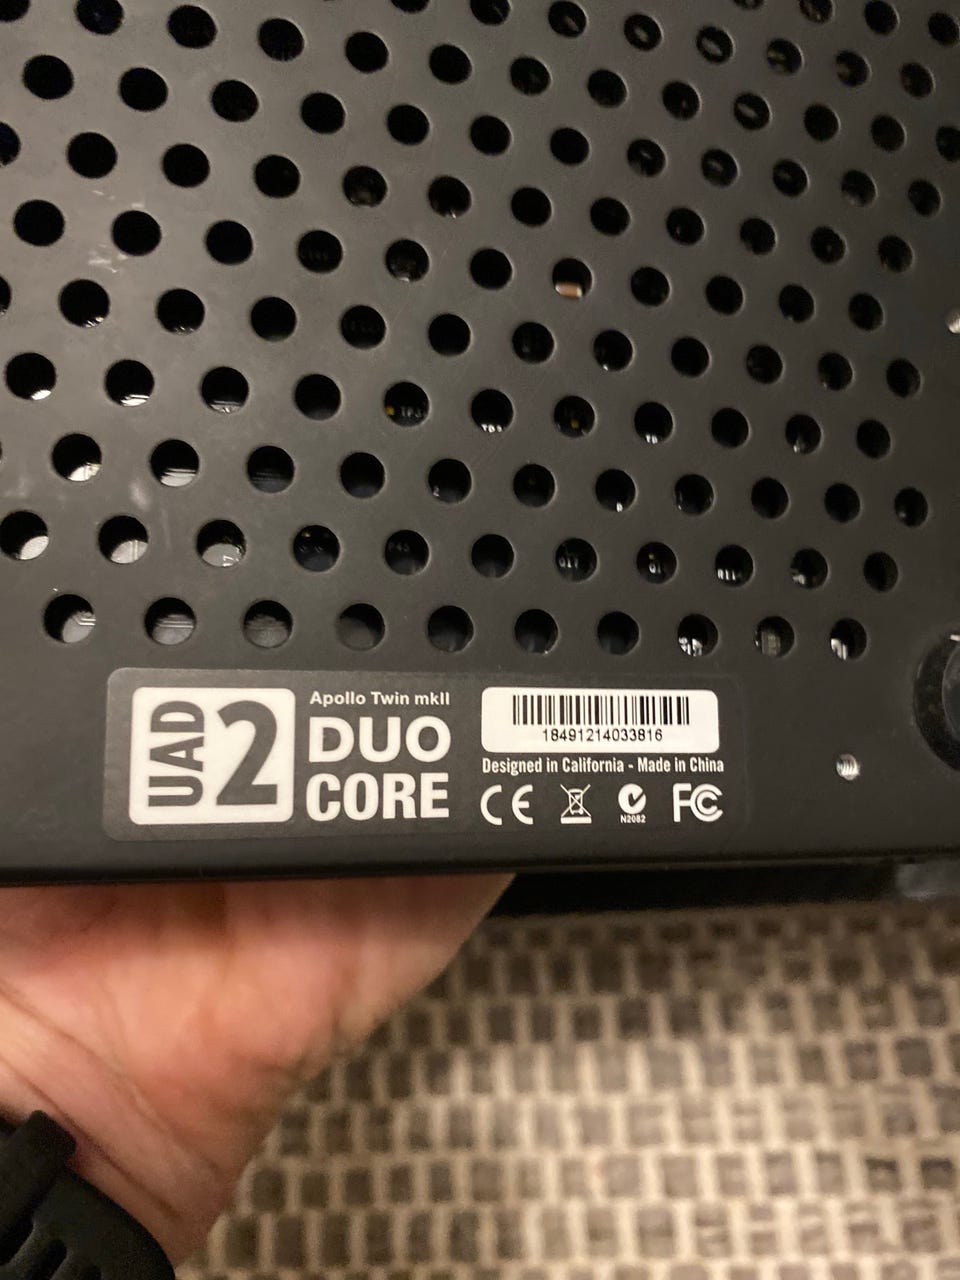 UAD 2
Apollo Twin mkII
DUO
CORE
18491214033816
Designed in California - Made in China
CE
N2082
FC